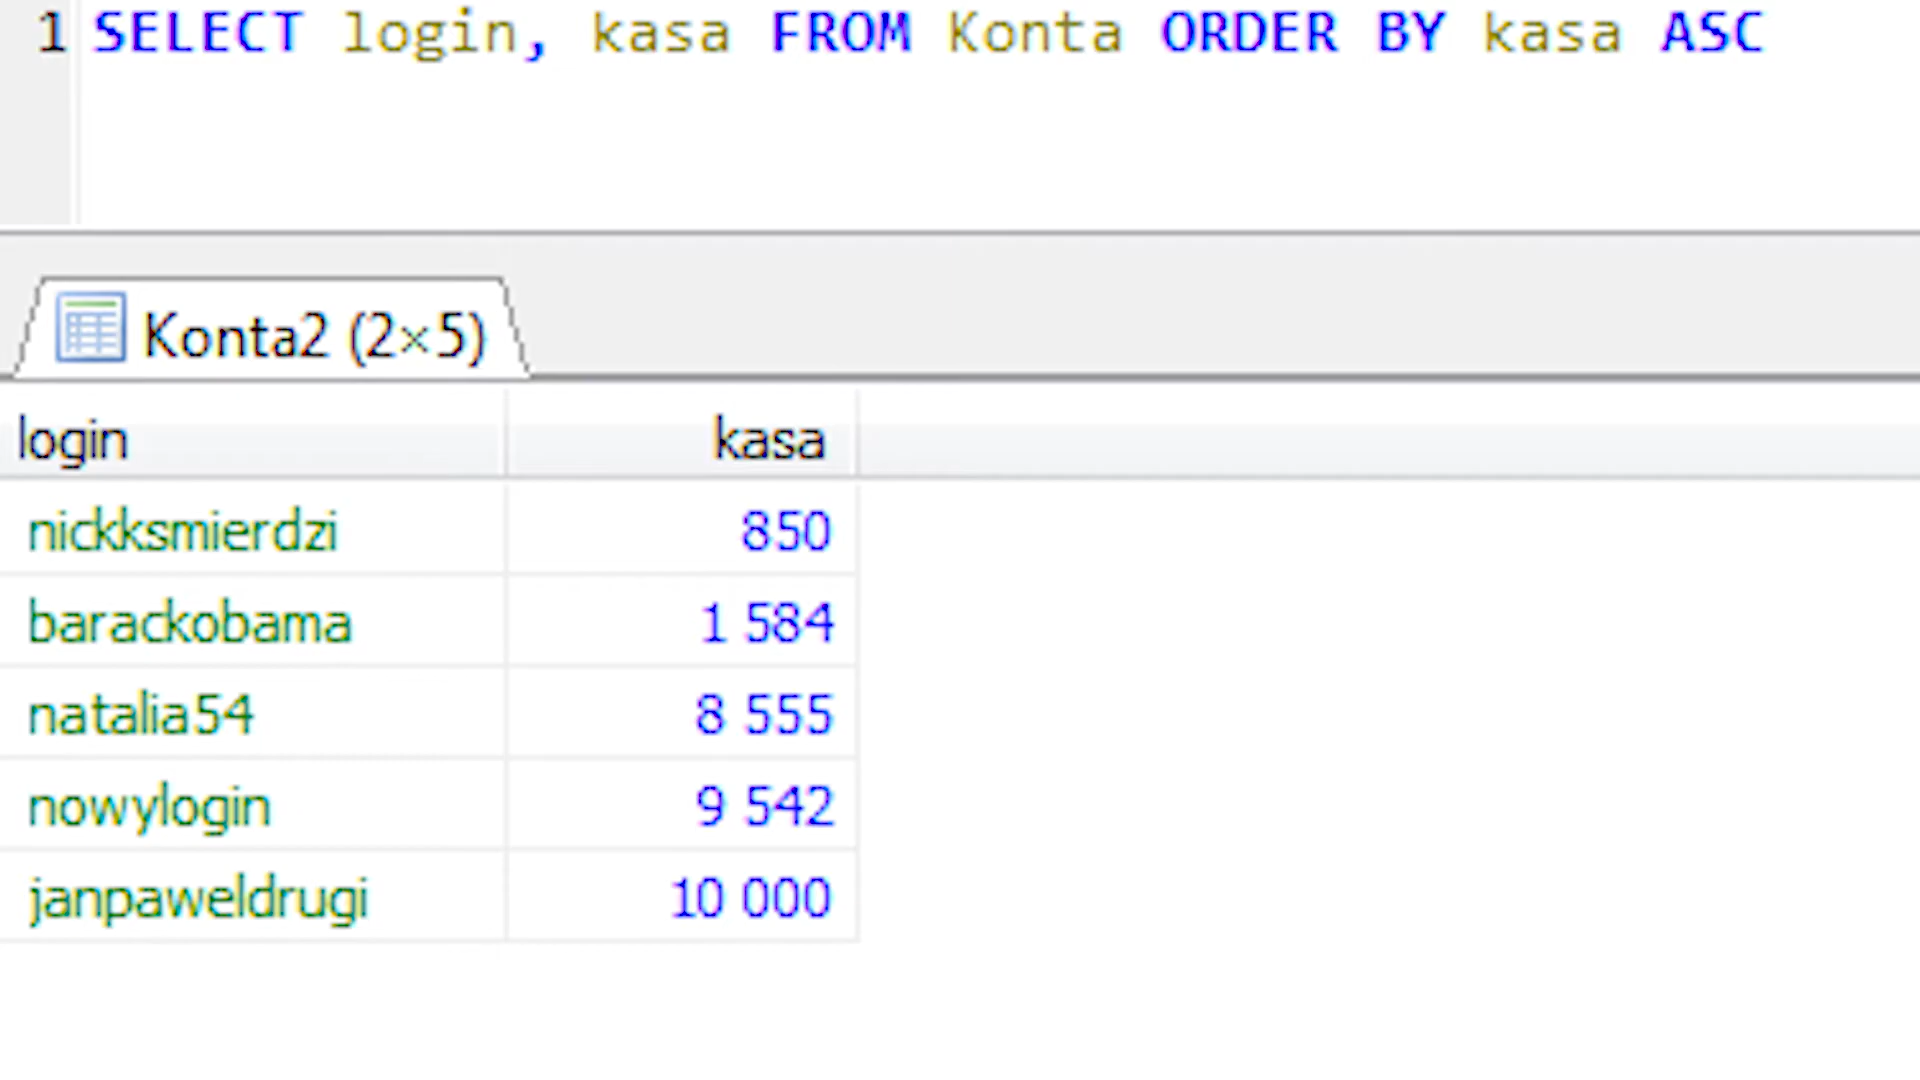 1 SELECT login, kasa FROM Konta ORDER BY kasa ASC
Konta2 (2×5)
login kasa
nickksmierdzi 850
barackobama 1 584
natalia54 8 555
nowylogin 9 542
janpaweldrugi 10 000